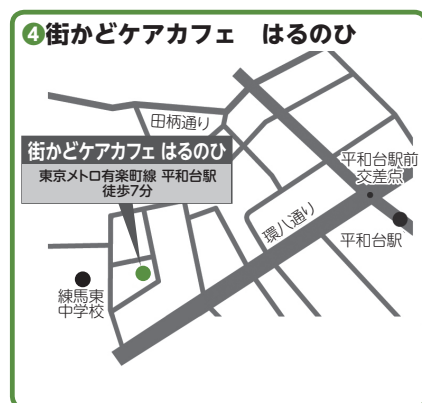 ❹街かどケアカフェ　はるのひ
田柄通り
街かどケアカフェ はるのひ
東京メトロ有楽町線 平和台駅
徒歩7分
平和台駅前
交差点
環八通り
平和台駅
練馬東
中学校